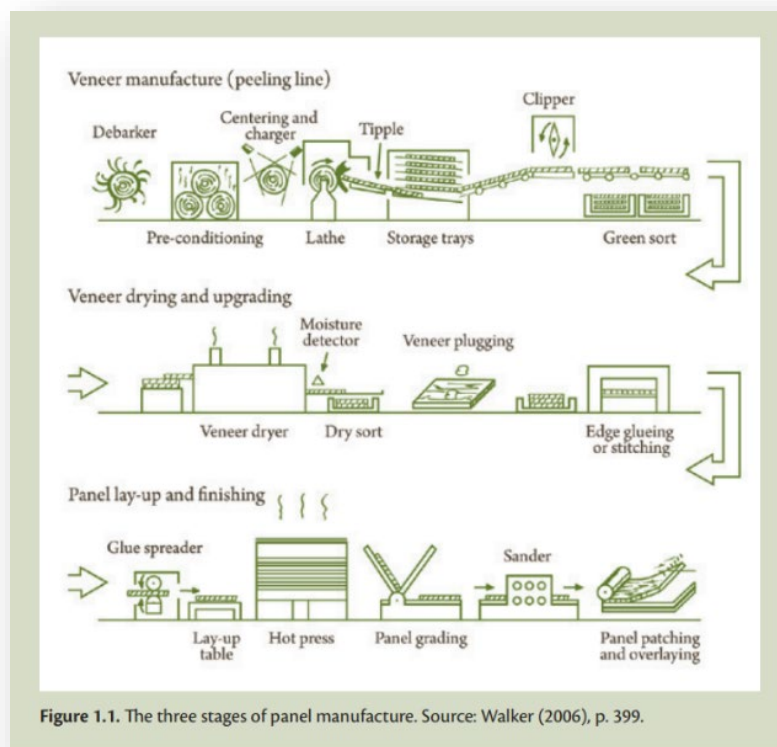 Veneer manufacture (peeling line)
Debarker
Centering and
charger
Tipple
Clipper
Pre-conditioning
Lathe
Storage trays
Green sort
Veneer drying and upgrading
Moisture
detector
Veneer plugging
Veneer dryer
Dry sort
Edge glueing
or stitching
Panel lay-up and finishing
Glue spreader
Sander
Lay-up
table
Hot press
Panel grading
Panel patching
and overlaying
Figure 1.1. The three stages of panel manufacture. Source: Walker (2006), p. 399.